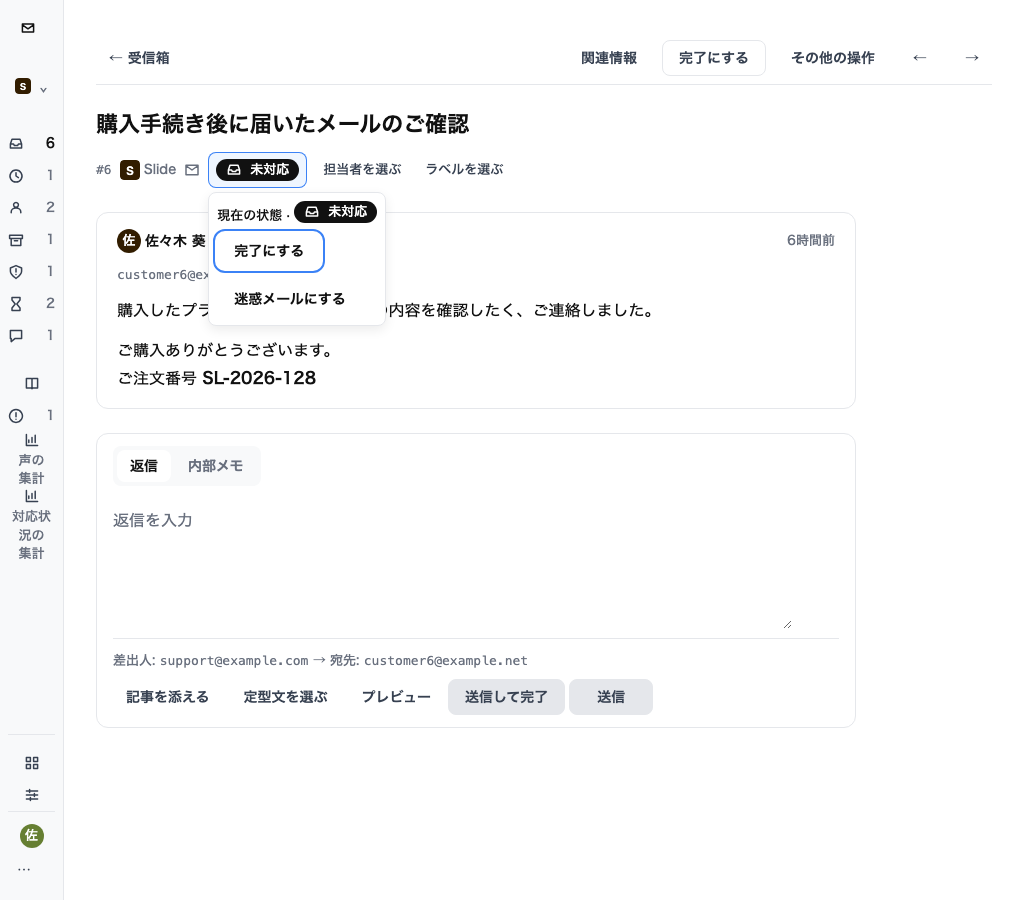 ← 受信箱
関連情報
完了にする
その他の操作
←
→
購入手続き後に届いたメールのご確認
#6 S Slide 未対応 担当者を選ぶ ラベルを選ぶ
現在の状態 · 未対応
完了にする
迷惑メールにする
佐 佐々木 葵
6時間前
customer6@ex
購入したプラ
の内容を確認したく、ご連絡しました。
ご購入ありがとうございます。
ご注文番号 SL-2026-128
返信 内部メモ
返信を入力
差出人: support@example.com → 宛先: customer6@example.net
記事を添える 定型文を選ぶ プレビュー 送信して完了 送信
S
6
1
2
1
1
2
1
1
声の
集計
対応状
況の
集計
佐
…